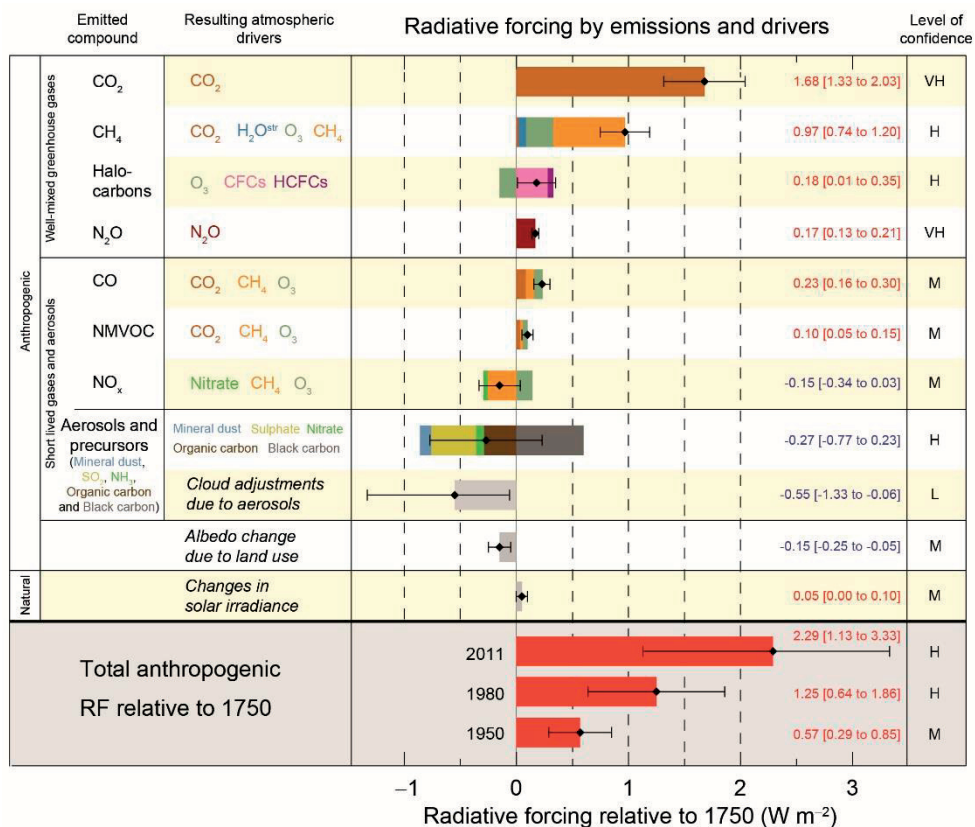 Emitted compound
Resulting atmospheric drivers
Radiative forcing by emissions and drivers
Level of confidence
Anthropogenic
Well-mixed greenhouse gases
CO₂
CO₂
1.68 [1.33 to 2.03]
VH
CH₄
CO₂ H₂Oˢᵗʳ O₃ CH₄
0.97 [0.74 to 1.20]
H
Halo-
carbons
O₃ CFCs HCFCs
0.18 [0.01 to 0.35]
H
N₂O
N₂O
0.17 [0.13 to 0.21]
VH
Short lived gases and aerosols
CO
CO₂ CH₄ O₃
0.23 [0.16 to 0.30]
M
NMVOC
CO₂ CH₄ O₃
0.10 [0.05 to 0.15]
M
NOₓ
Nitrate CH₄ O₃
-0.15 [-0.34 to 0.03]
M
Aerosols and
precursors
(Mineral dust,
SO₂, NH₃,
Organic carbon
and Black carbon)
Mineral dust Sulphate Nitrate
Organic carbon Black carbon
-0.27 [-0.77 to 0.23]
H
Cloud adjustments
due to aerosols
-0.55 [-1.33 to -0.06]
L
Albedo change
due to land use
-0.15 [-0.25 to -0.05]
M
Natural
Changes in
solar irradiance
0.05 [0.00 to 0.10]
M
Total anthropogenic
RF relative to 1750
2011
2.29 [1.13 to 3.33]
H
1980
1.25 [0.64 to 1.86]
H
1950
0.57 [0.29 to 0.85]
M
−1 0 1 2 3
Radiative forcing relative to 1750 (W m⁻²)